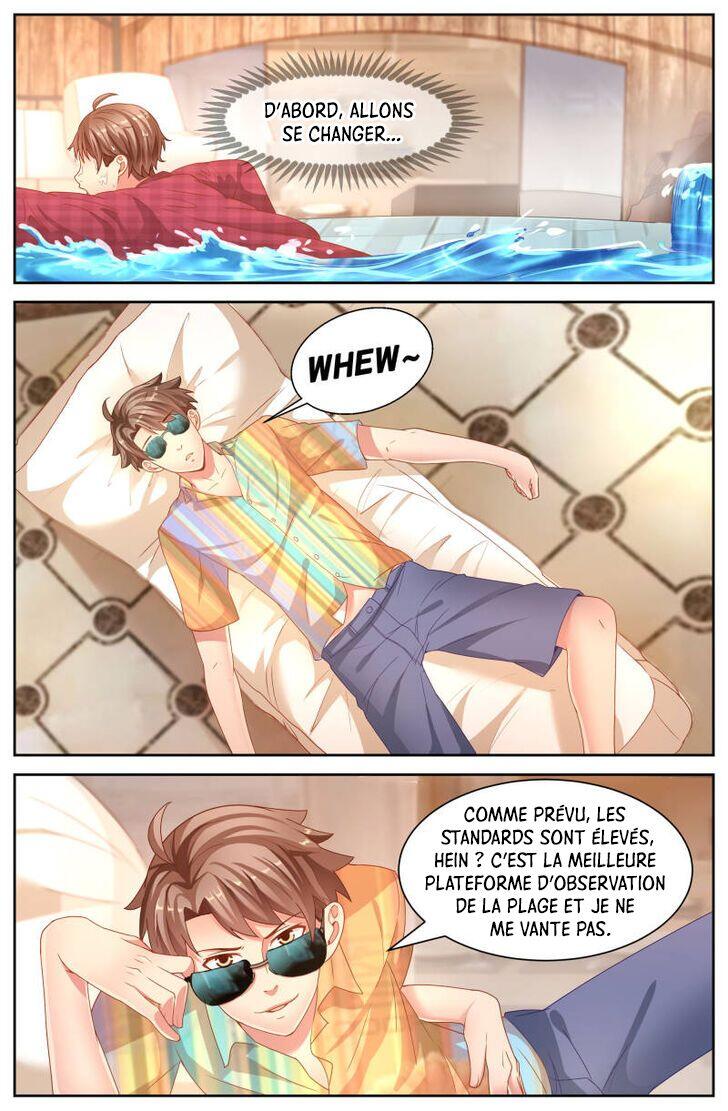 D'ABORD, ALLONS
SE CHANGER...
WHEW~
COMME PRÉVU, LES
STANDARDS SONT ÉLEVÉS,
HEIN ? C'EST LA MEILLEURE
PLATEFORME D'OBSERVATION
DE LA PLAGE ET JE NE
ME VANTE PAS.